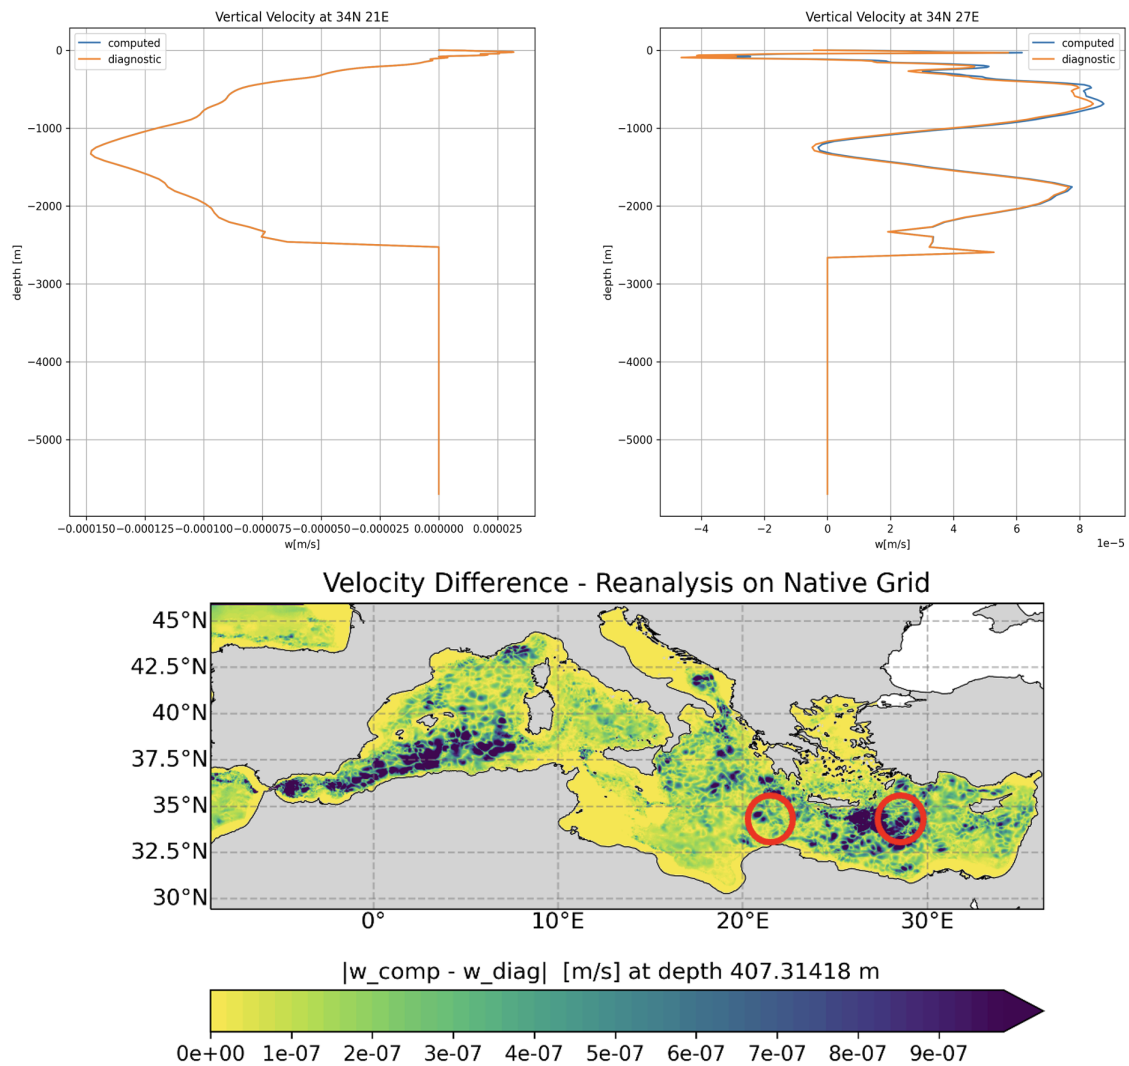 Vertical Velocity at 34N 21E
computed
diagnostic
0
−1000
−2000
−3000
−4000
−5000
depth [m]
−0.000150 −0.000125 −0.000100 −0.000075 −0.000050 −0.000025 0.000000 0.000025
w[m/s]
Vertical Velocity at 34N 27E
computed
diagnostic
0
−1000
−2000
−3000
−4000
−5000
depth [m]
−4 −2 0 2 4 6 8
1e−5
w[m/s]
Velocity Difference - Reanalysis on Native Grid
45°N
42.5°N
40°N
37.5°N
35°N
32.5°N
30°N
0° 10°E 20°E 30°E
|w_comp - w_diag| [m/s] at depth 407.31418 m
0e+00 1e-07 2e-07 3e-07 4e-07 5e-07 6e-07 7e-07 8e-07 9e-07